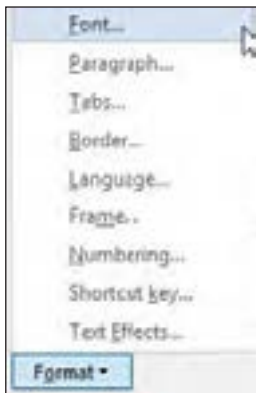 Font...
Paragraph...
Tabs...
Border...
Language...
Frame...
Numbering...
Shortcut key...
Text Effects...
Format